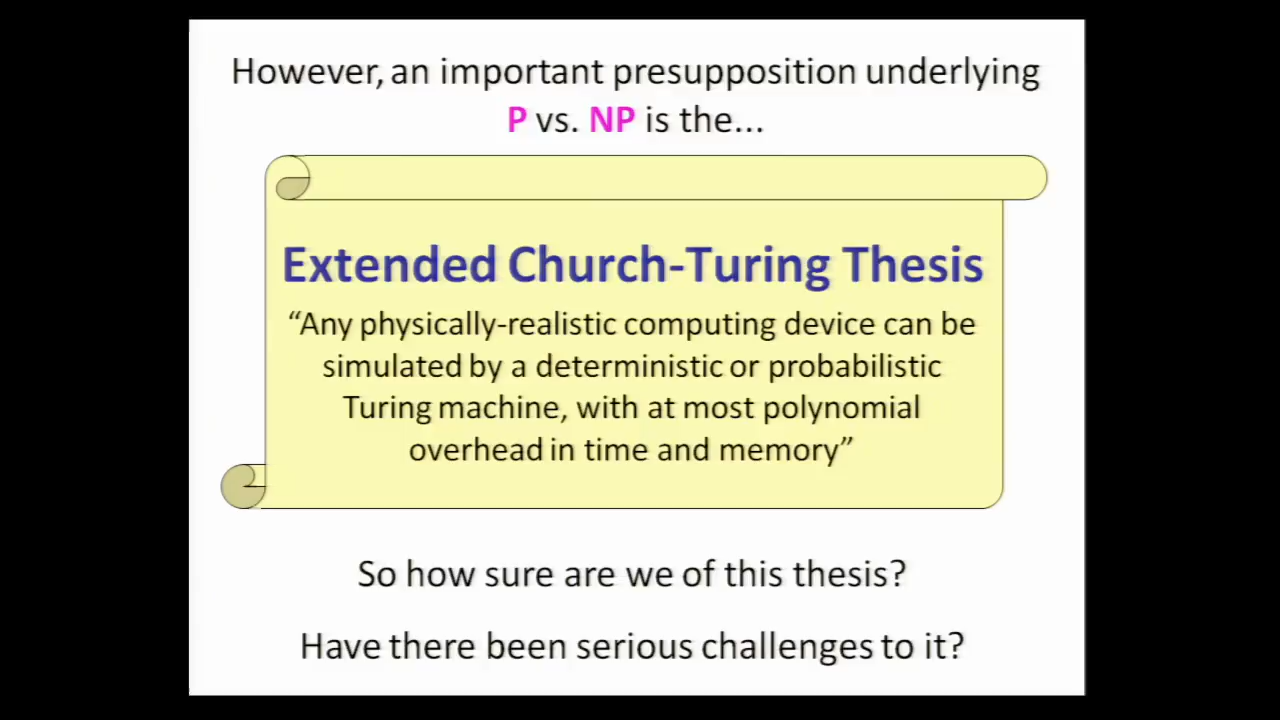 However, an important presupposition underlying
P vs. NP is the...
Extended Church-Turing Thesis
“Any physically-realistic computing device can be
simulated by a deterministic or probabilistic
Turing machine, with at most polynomial
overhead in time and memory”
So how sure are we of this thesis?
Have there been serious challenges to it?